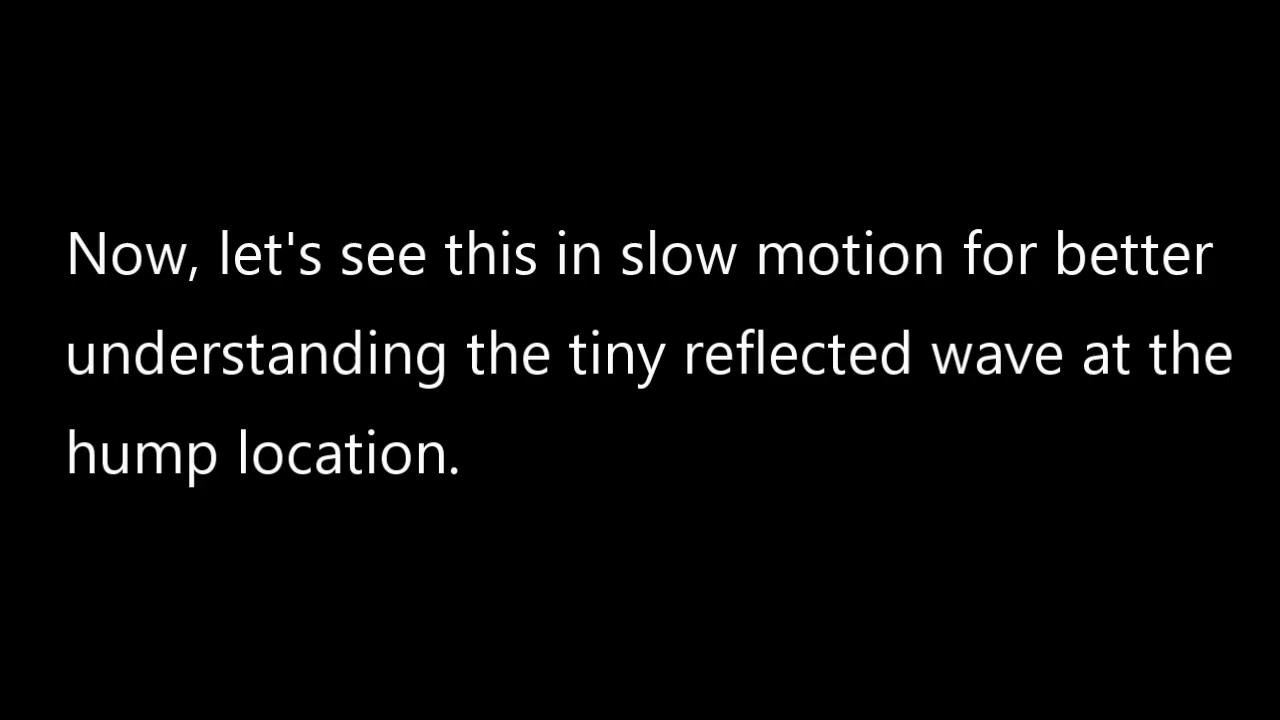 Now, let's see this in slow motion for better
understanding the tiny reflected wave at the
hump location.